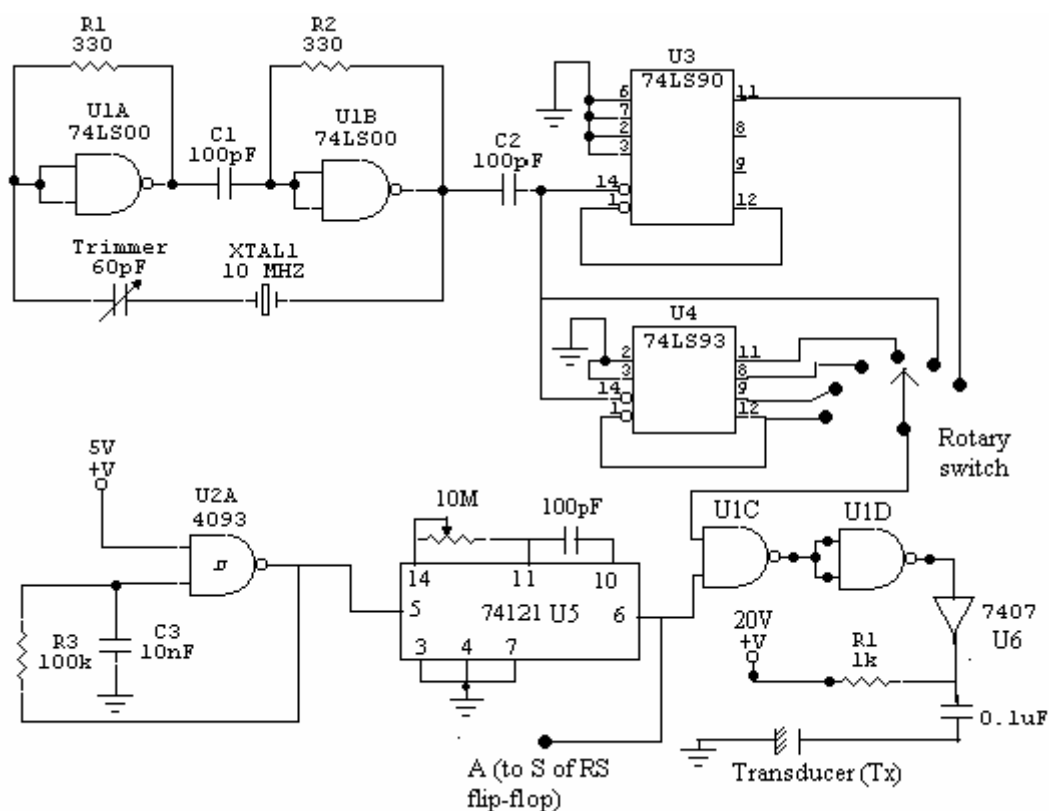 R1
330
R2
330
U1A
74LS00
C1
100pF
U1B
74LS00
C2
100pF
U3
74LS90
6
7
2
3
14
1
11
8
9
12
Trimmer
60pF
XTAL1
10 MHZ
U4
74LS93
2
3
14
1
11
8
9
12
Rotary
switch
5V
+V
U2A
4093
R3
100k
C3
10nF
10M
100pF
14
11
10
5
74121 U5
6
3
4
7
A (to S of RS
flip-flop)
U1C
U1D
7407
U6
20V
+V
R1
1k
0.1uF
Transducer (Tx)